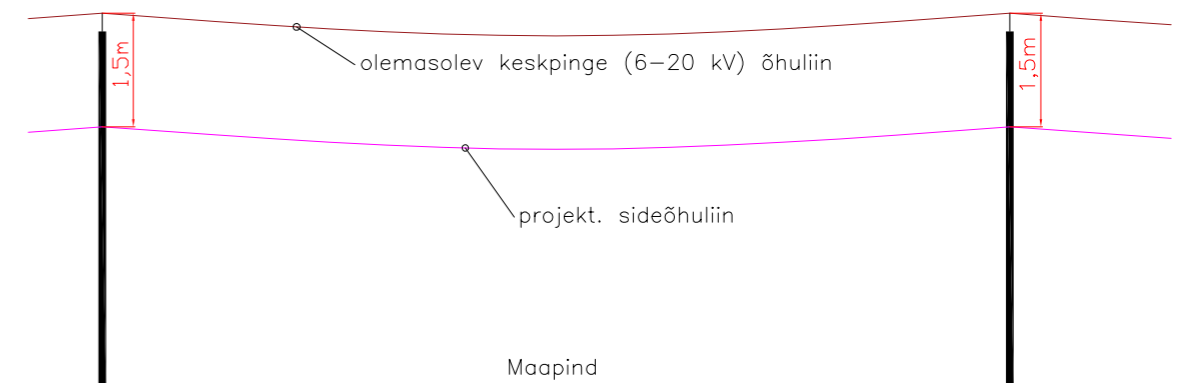 1,5m
1,5m
olemasolev keskpinge (6-20 kV) õhuliin
projekt. sideõhuliin
Maapind